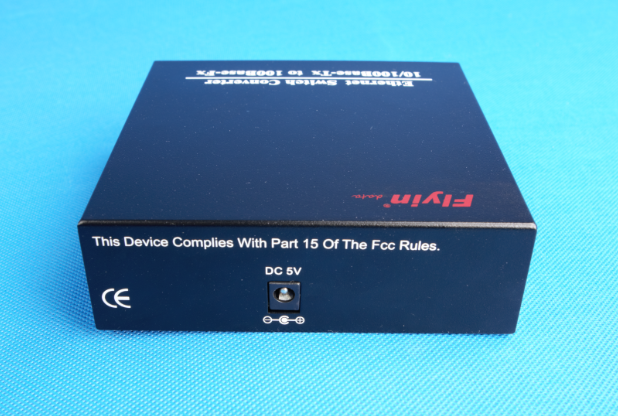 10/100Base-Tx to 100Base-Fx
Ethernet Switch Converter
Flyin data
This Device Complies With Part 15 Of The Fcc Rules.
DC 5V
CE